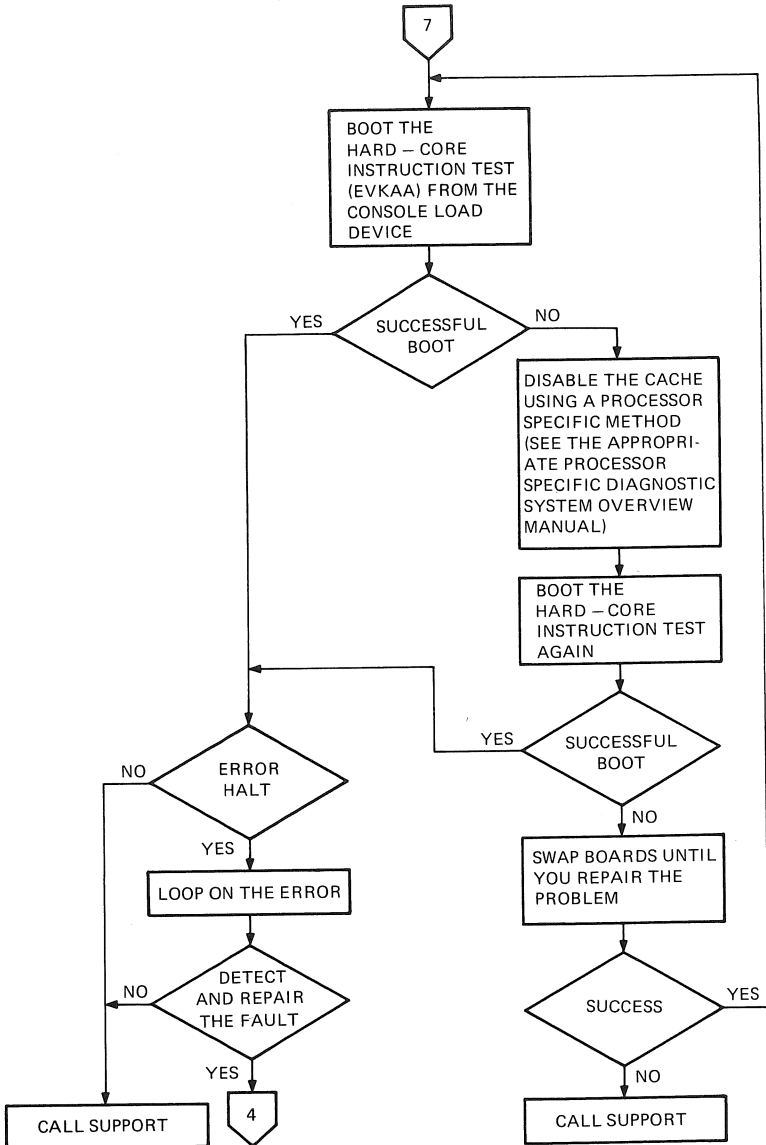 7
BOOT THE
HARD – CORE
INSTRUCTION TEST
(EVKAA) FROM THE
CONSOLE LOAD
DEVICE
YES
SUCCESSFUL
BOOT
NO
DISABLE THE CACHE
USING A PROCESSOR
SPECIFIC METHOD
(SEE THE APPROPRI-
ATE PROCESSOR
SPECIFIC DIAGNOSTIC
SYSTEM OVERVIEW
MANUAL)
BOOT THE
HARD – CORE
INSTRUCTION TEST
AGAIN
YES
SUCCESSFUL
BOOT
NO
NO
ERROR
HALT
YES
SWAP BOARDS UNTIL
YOU REPAIR THE
PROBLEM
LOOP ON THE ERROR
NO
DETECT
AND REPAIR
THE FAULT
YES
SUCCESS
YES
NO
CALL SUPPORT
4
CALL SUPPORT